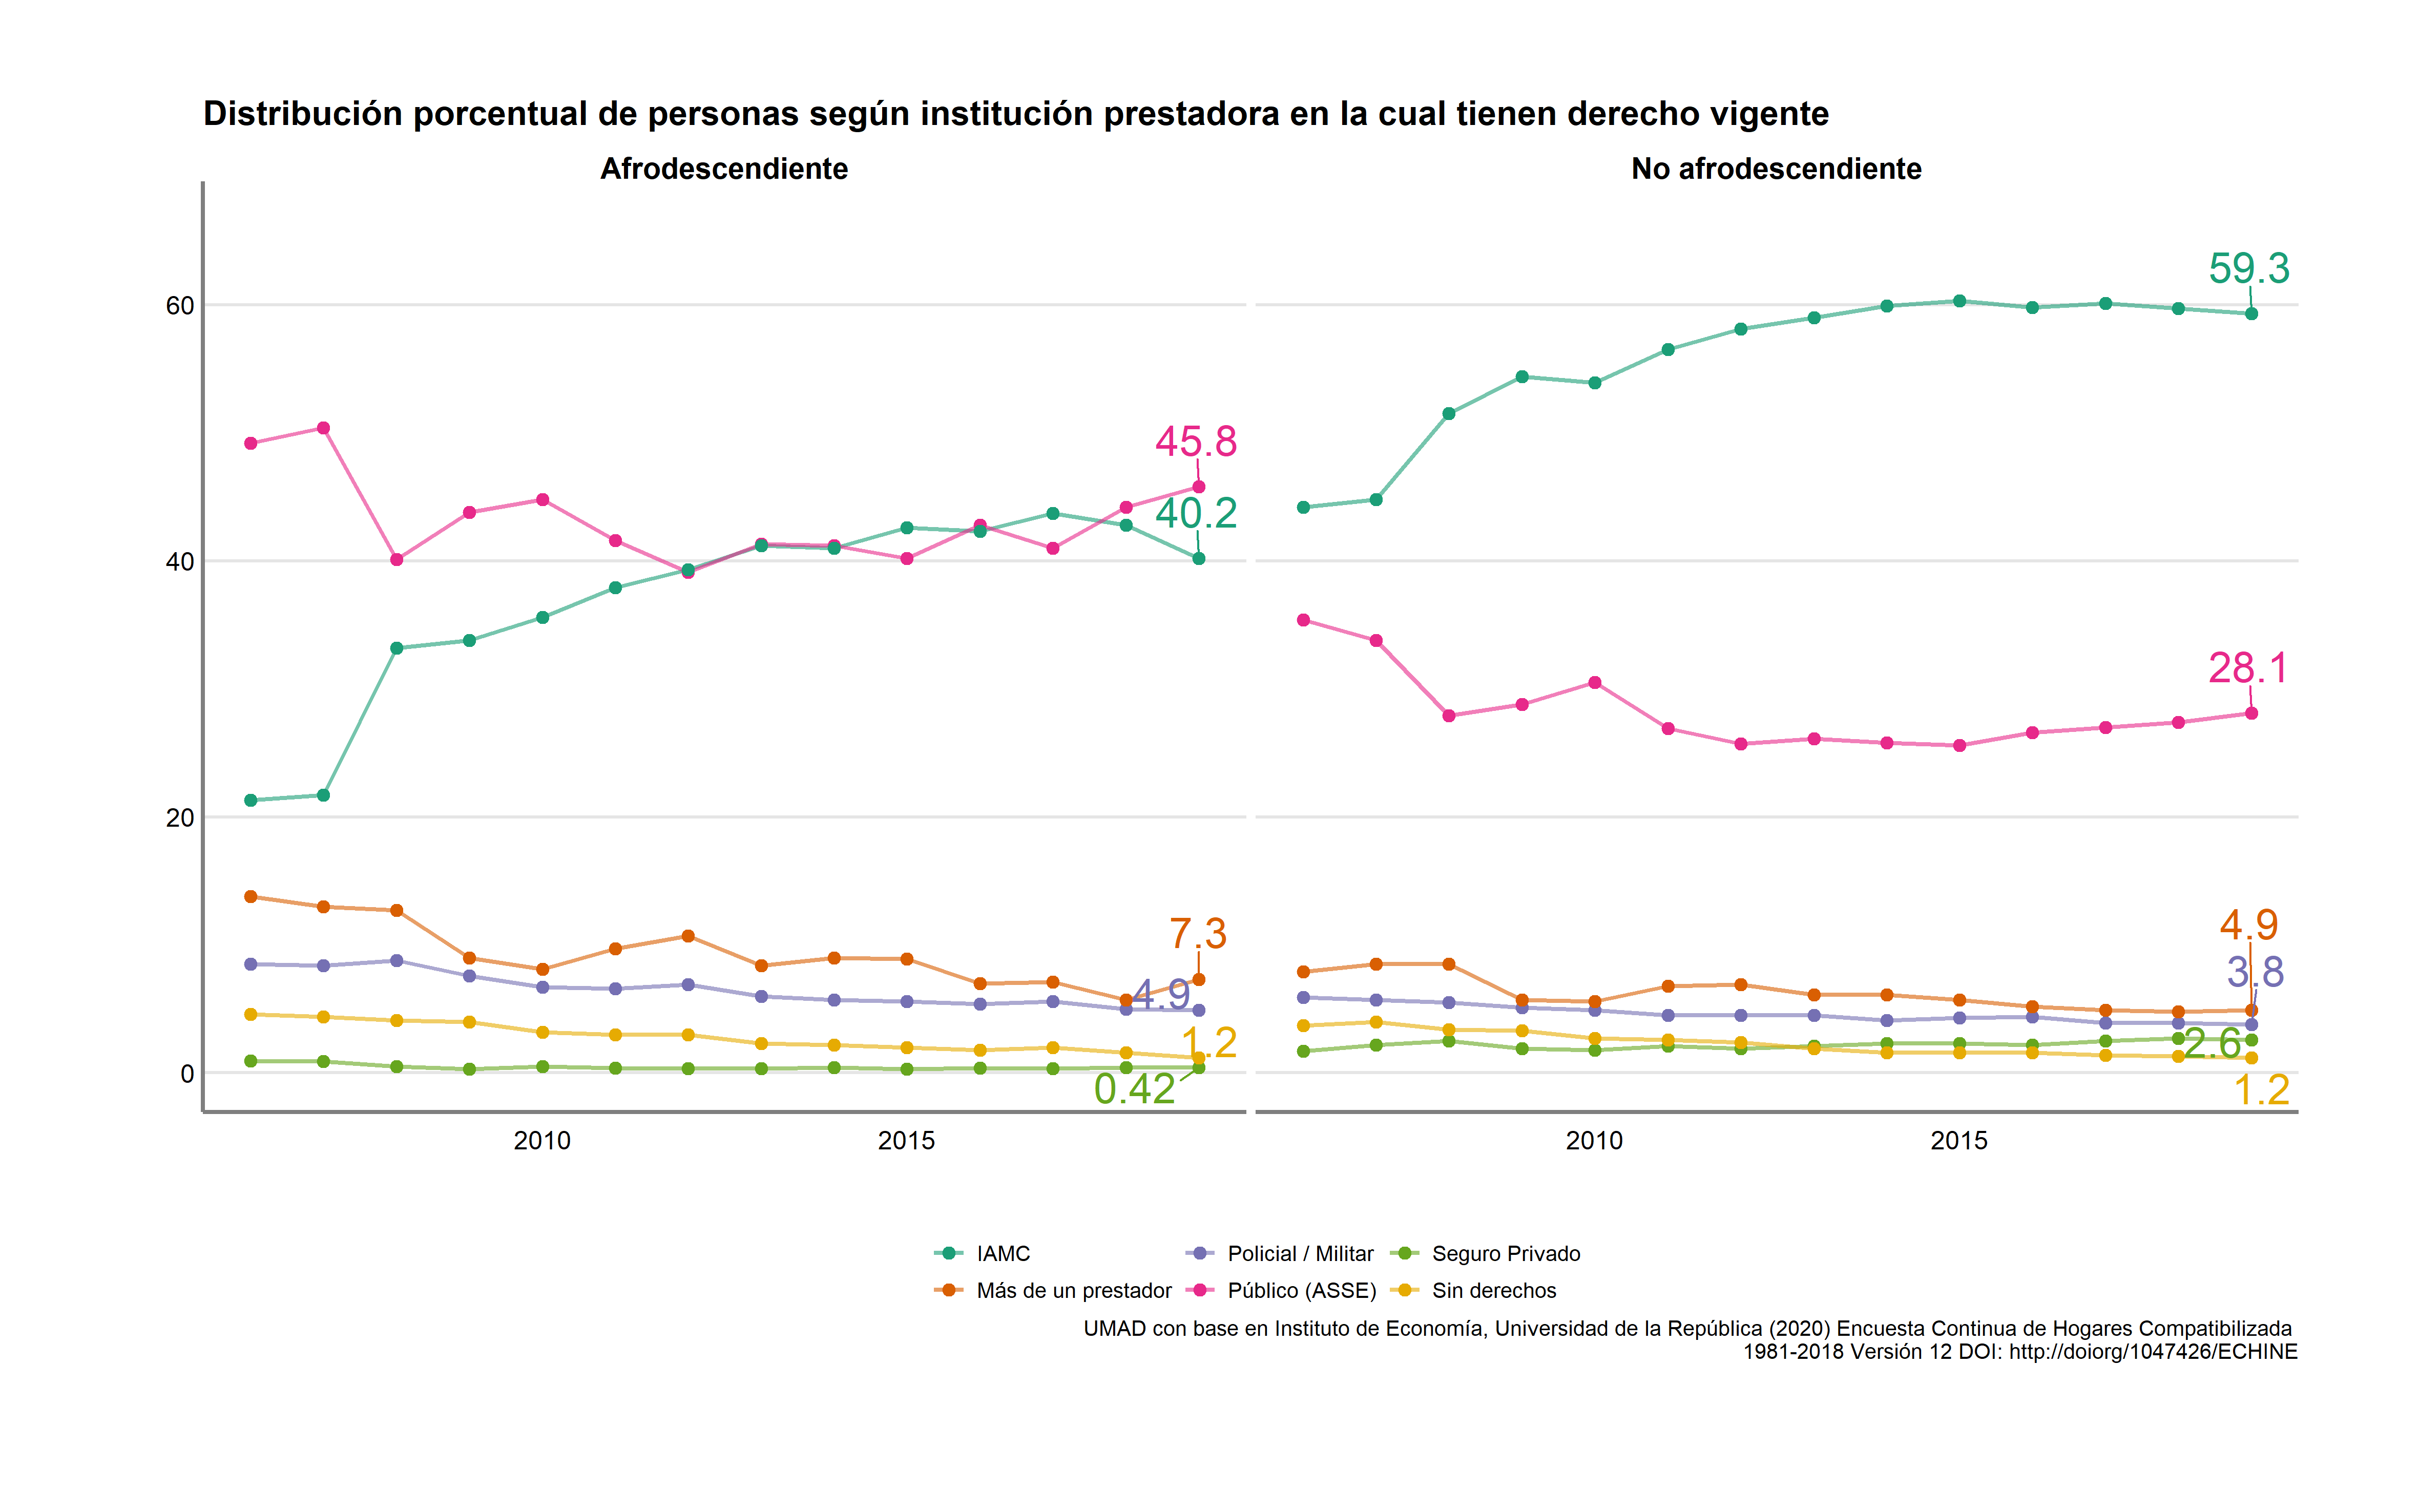 Distribución porcentual de personas según institución prestadora en la cual tienen derecho vigente
Afrodescendiente
No afrodescendiente
60
40
20
0
45.8
40.2
7.3
4.9
1.2
0.42
59.3
28.1
4.9
3.8
2.6
1.2
2010
2015
2010
2015
IAMC
Policial / Militar
Seguro Privado
Más de un prestador
Público (ASSE)
Sin derechos
UMAD con base en Instituto de Economía, Universidad de la República (2020) Encuesta Continua de Hogares Compatibilizada
1981-2018 Versión 12 DOI: http://doiorg/1047426/ECHINE